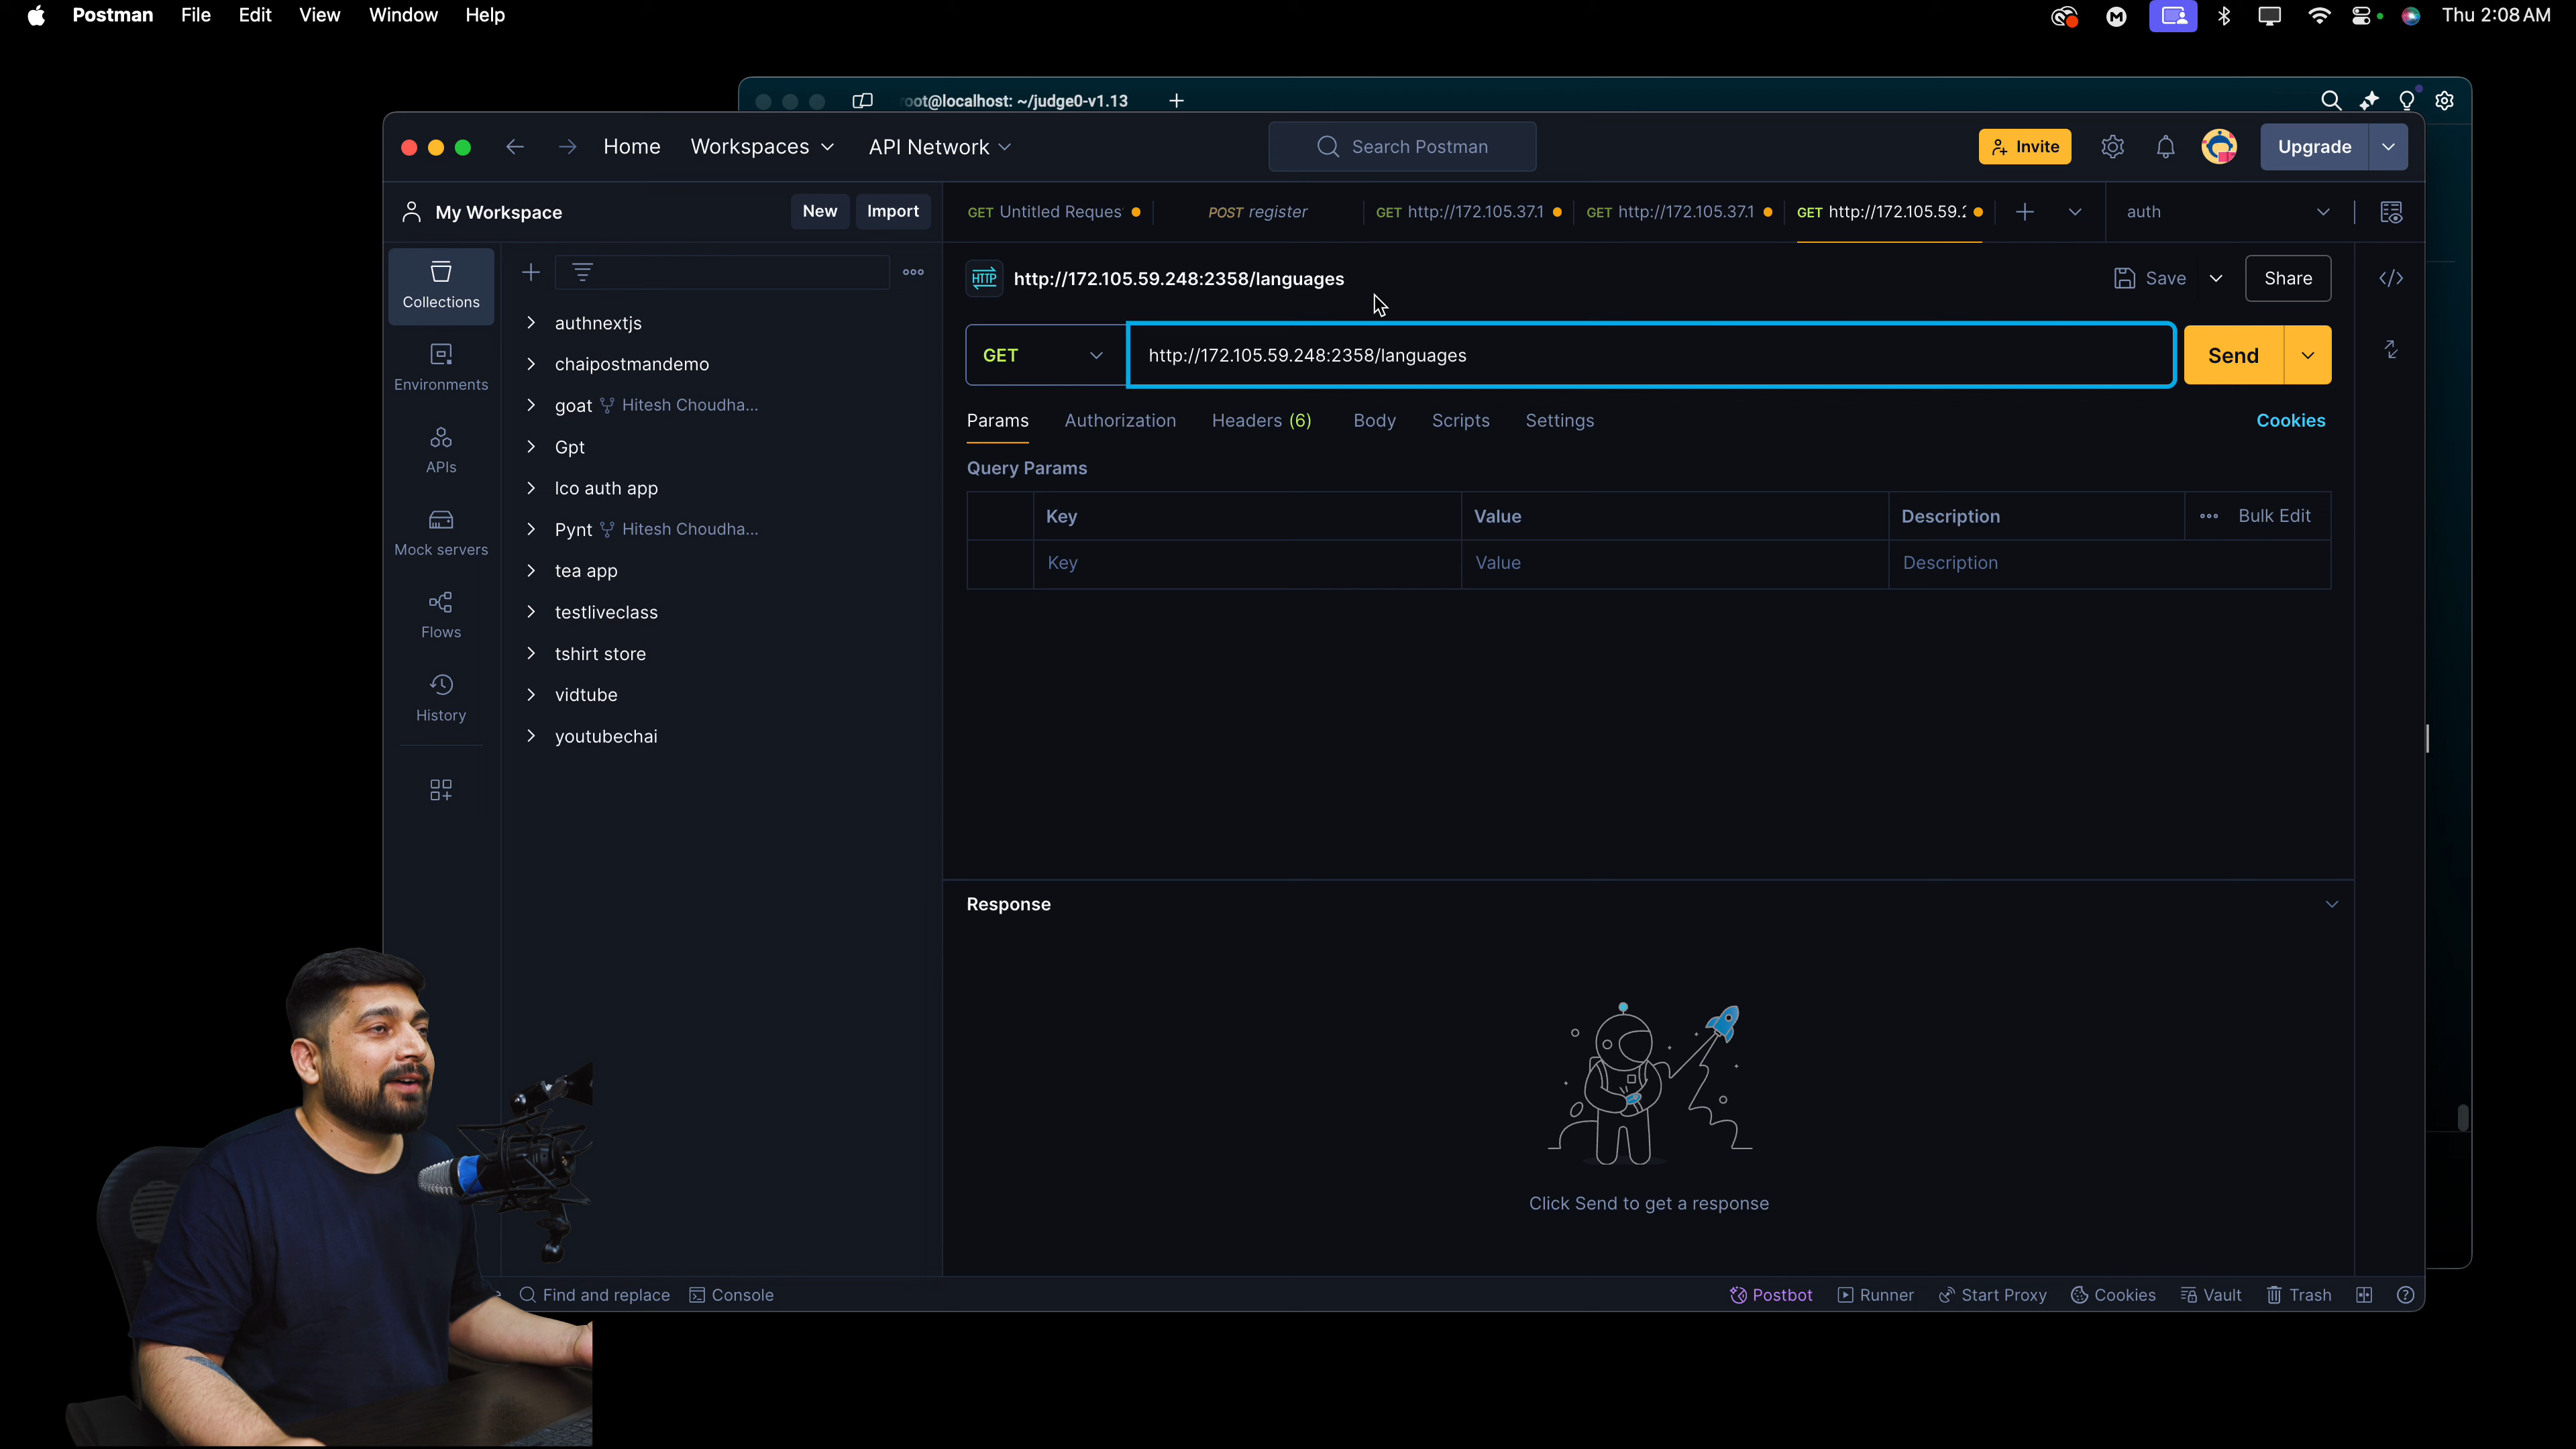 Postman File Edit View Window Help
Thu 2:08 AM
oot@localhost: ~/judge0-v1.13
Home Workspaces API Network
Search Postman
Invite
Upgrade
My Workspace
New Import
GET Untitled Reques
POST register
GET http://172.105.37.1
GET http://172.105.37.1
GET http://172.105.59.2
auth
Collections
Environments
APIs
Mock servers
Flows
History
authnextjs
chaipostmandemo
goat Hitesh Choudha...
Gpt
lco auth app
Pynt Hitesh Choudha...
tea app
testliveclass
tshirt store
vidtube
youtubechai
HTTP http://172.105.59.248:2358/languages
Save Share
GET http://172.105.59.248:2358/languages
Send
Params Authorization Headers (6) Body Scripts Settings
Cookies
Query Params
Key Value Description Bulk Edit
Key Value Description
Response
Click Send to get a response
Find and replace Console
Postbot Runner Start Proxy Cookies Vault Trash